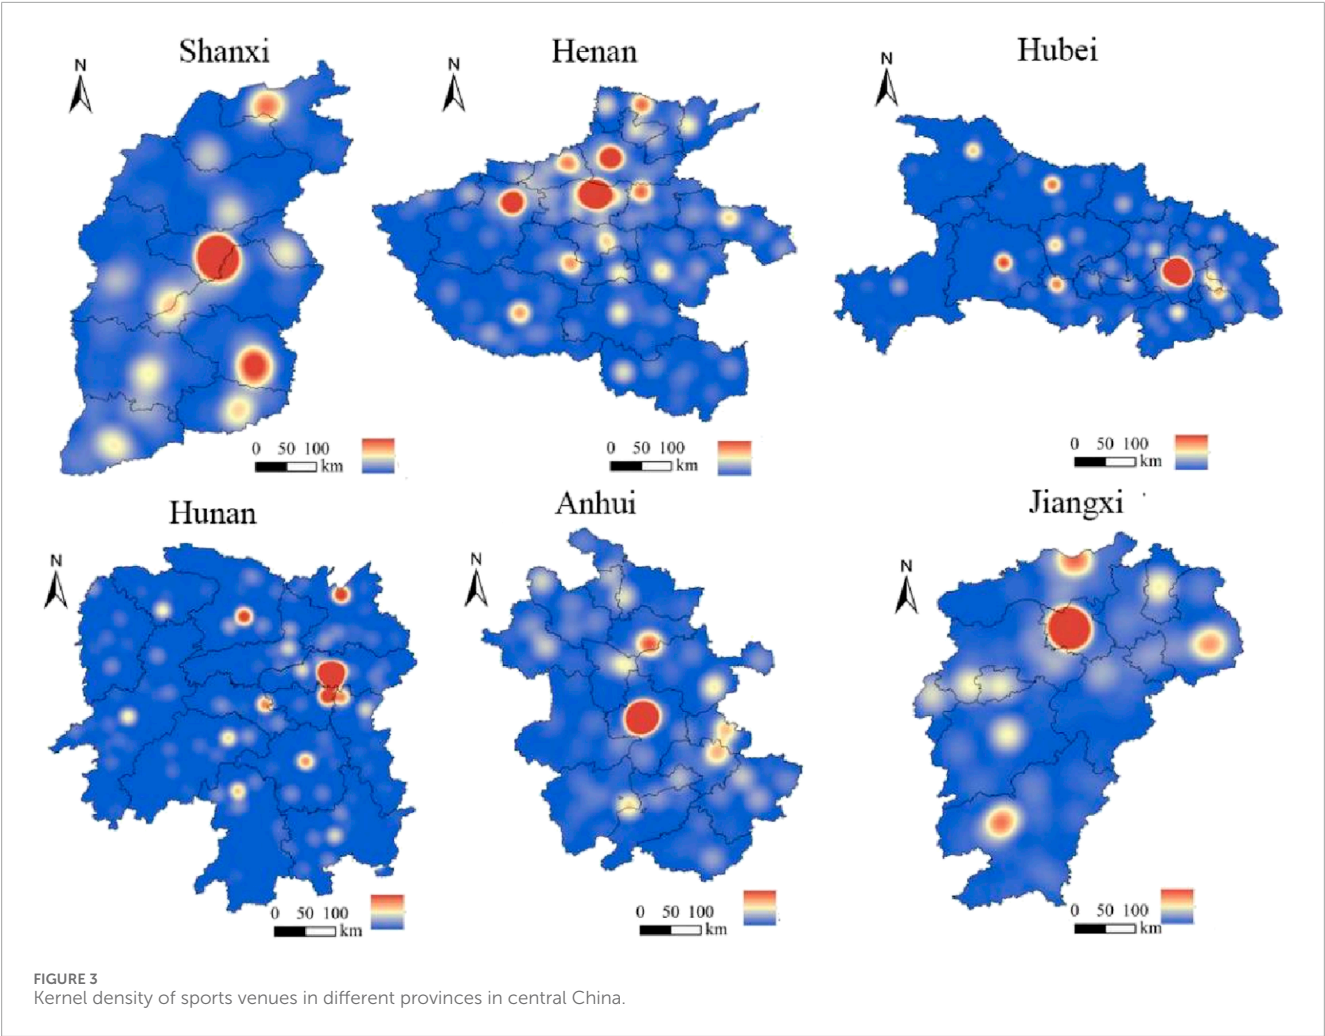 Shanxi
Henan
Hubei
N
N
N
0 50 100
km
0 50 100
km
0 50 100
km
Hunan
Anhui
Jiangxi
N
N
N
0 50 100
km
0 50 100
km
0 50 100
km
FIGURE 3
Kernel density of sports venues in different provinces in central China.